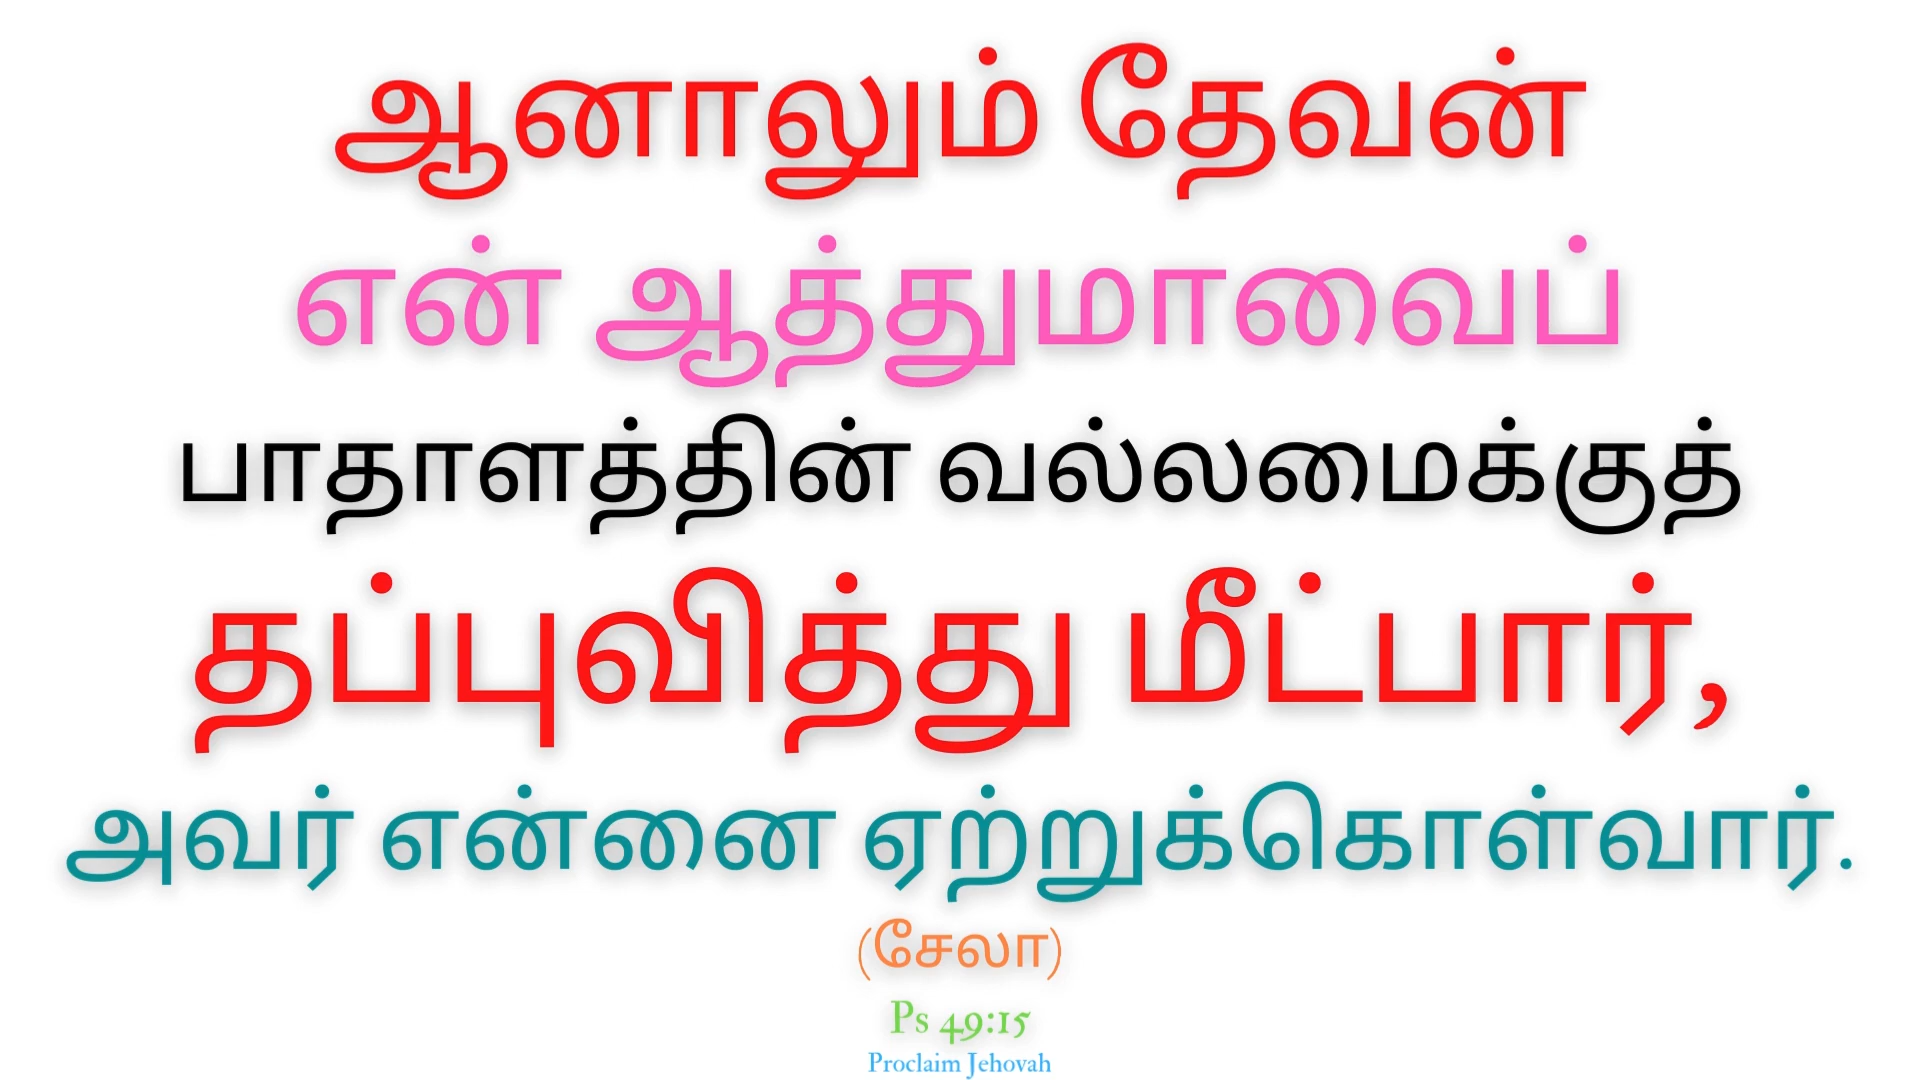 ஆனாலும் தேவன்
என் ஆத்துமாவைப்
பாதாளத்தின் வல்லமைக்குத்
தப்புவித்து மீட்பார்,
அவர் என்னை ஏற்றுக்கொள்வார்.
(சேலா)
Ps 49:15
Proclaim Jehovah